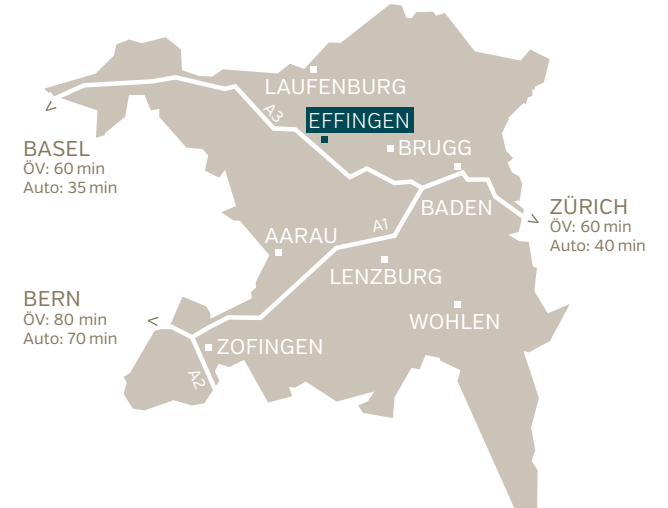 LAUFENBURG
A3
EFFINGEN
BRUGG
BASEL
ÖV: 60 min
Auto: 35 min
BADEN
ZÜRICH
ÖV: 60 min
Auto: 40 min
A1
AARAU
LENZBURG
BERN
ÖV: 80 min
Auto: 70 min
WOHLEN
ZOFINGEN
A2